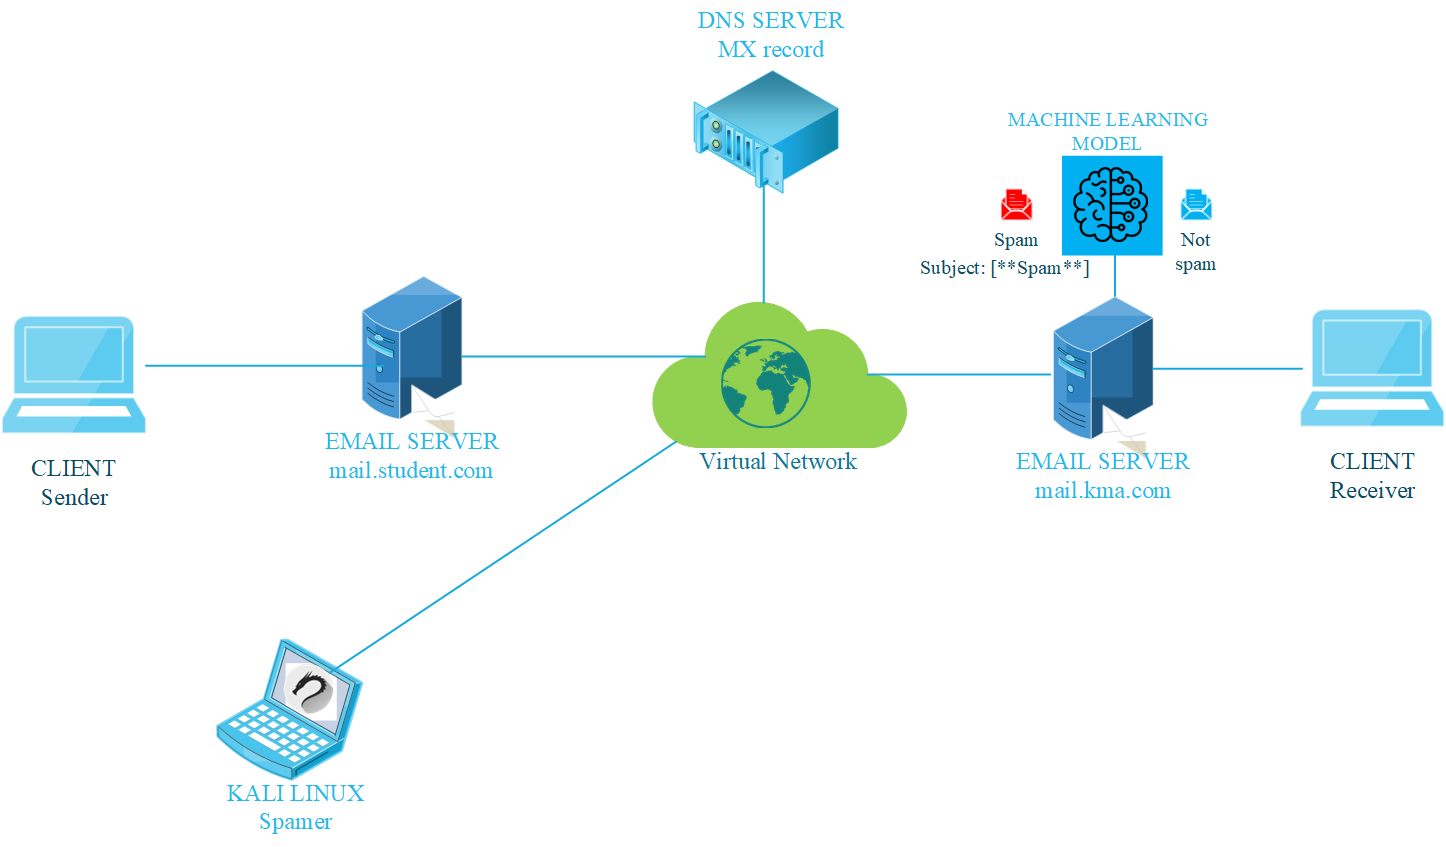 DNS SERVER
MX record
MACHINE LEARNING
MODEL
Spam
Subject: [**Spam**]
Not
spam
EMAIL SERVER
mail.student.com
CLIENT
Sender
Virtual Network
EMAIL SERVER
mail.kma.com
CLIENT
Receiver
KALI LINUX
Spamer